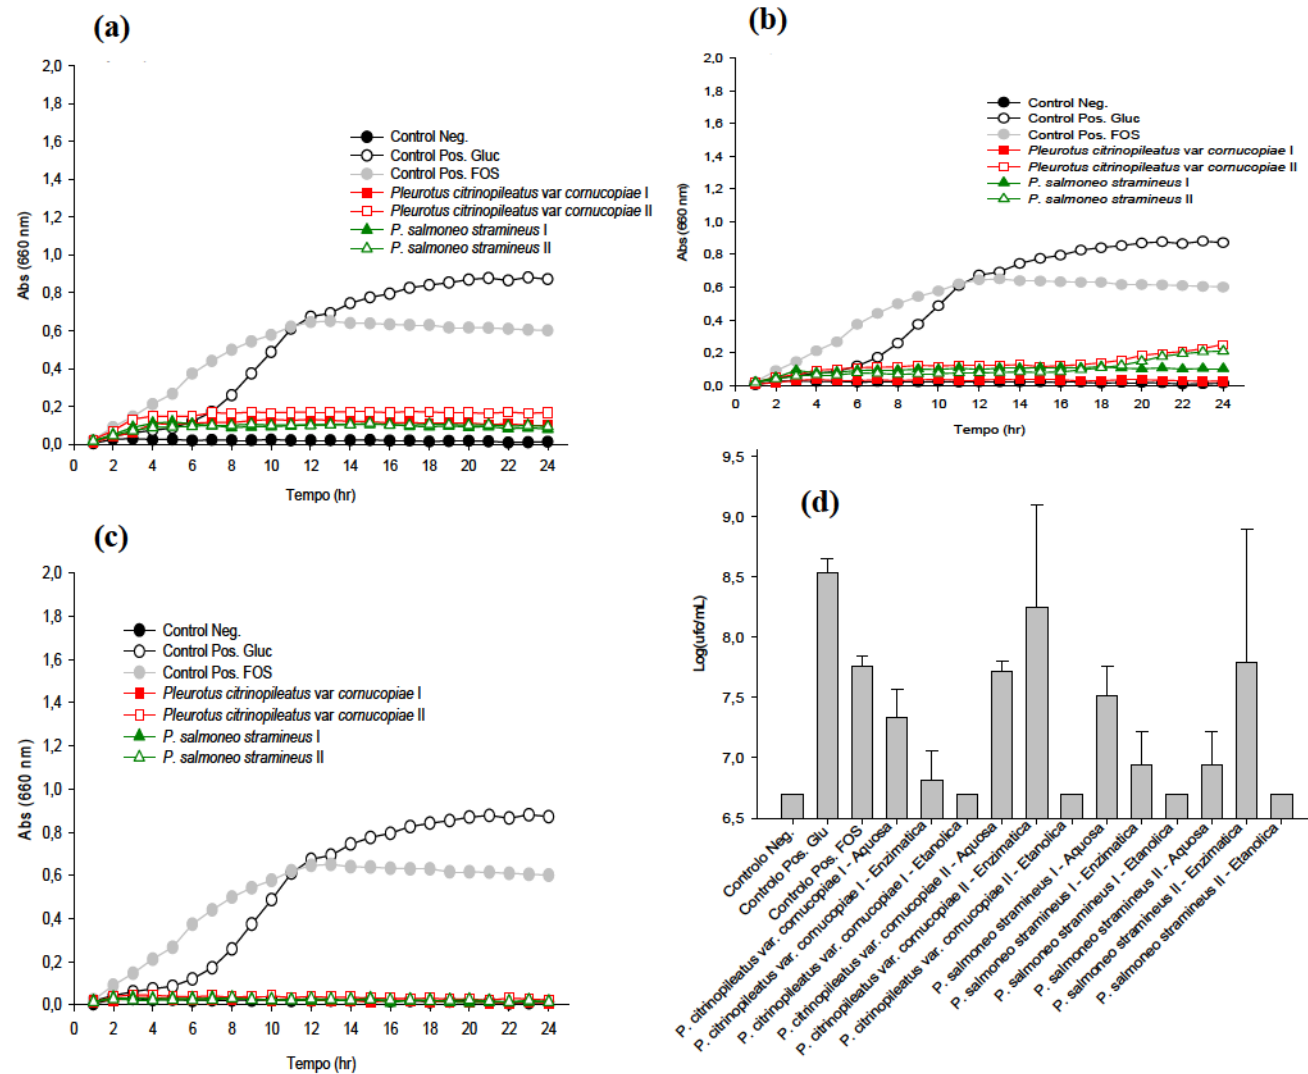 (a)
2,0
1,8
1,6
1,4
1,2
1,0
0,8
0,6
0,4
0,2
0,0
Abs (660 nm)
Control Neg.
Control Pos. Gluc
Control Pos. FOS
Pleurotus citrinopileatus var cornucopiae I
Pleurotus citrinopileatus var cornucopiae II
P. salmoneo stramineus I
P. salmoneo stramineus II
0 2 4 6 8 10 12 14 16 18 20 22 24
Tempo (hr)
(b)
2,0
1,8
1,6
1,4
1,2
1,0
0,8
0,6
0,4
0,2
0,0
Abs (660 nm)
Control Neg.
Control Pos. Gluc
Control Pos. FOS
Pleurotus citrinopileatus var cornucopiae I
Pleurotus citrinopileatus var cornucopiae II
P. salmoneo stramineus I
P. salmoneo stramineus II
0 2 4 6 8 10 12 14 16 18 20 22 24
Tempo (hr)
(c)
2,0
1,8
1,6
1,4
1,2
1,0
0,8
0,6
0,4
0,2
0,0
Abs (660 nm)
Control Neg.
Control Pos. Gluc
Control Pos. FOS
Pleurotus citrinopileatus var cornucopiae I
Pleurotus citrinopileatus var cornucopiae II
P. salmoneo stramineus I
P. salmoneo stramineus II
0 2 4 6 8 10 12 14 16 18 20 22 24
Tempo (hr)
(d)
9,5
9,0
8,5
8,0
7,5
7,0
6,5
Log(ufc/mL)
Controlo Neg.
Controlo Pos. Glu
Controlo Pos. FOS
P. citrinopileatus var. cornucopiae I - Aquosa
P. citrinopileatus var. cornucopiae I - Enzimatica
P. citrinopileatus var. cornucopiae I - Etanolica
P. citrinopileatus var. cornucopiae II - Aquosa
P. citrinopileatus var. cornucopiae II - Enzimatica
P. citrinopileatus var. cornucopiae II - Etanolica
P. salmoneo stramineus I - Aquosa
P. salmoneo stramineus I - Enzimatica
P. salmoneo stramineus I - Etanolica
P. salmoneo stramineus II - Aquosa
P. salmoneo stramineus II - Enzimatica
P. salmoneo stramineus II - Etanolica